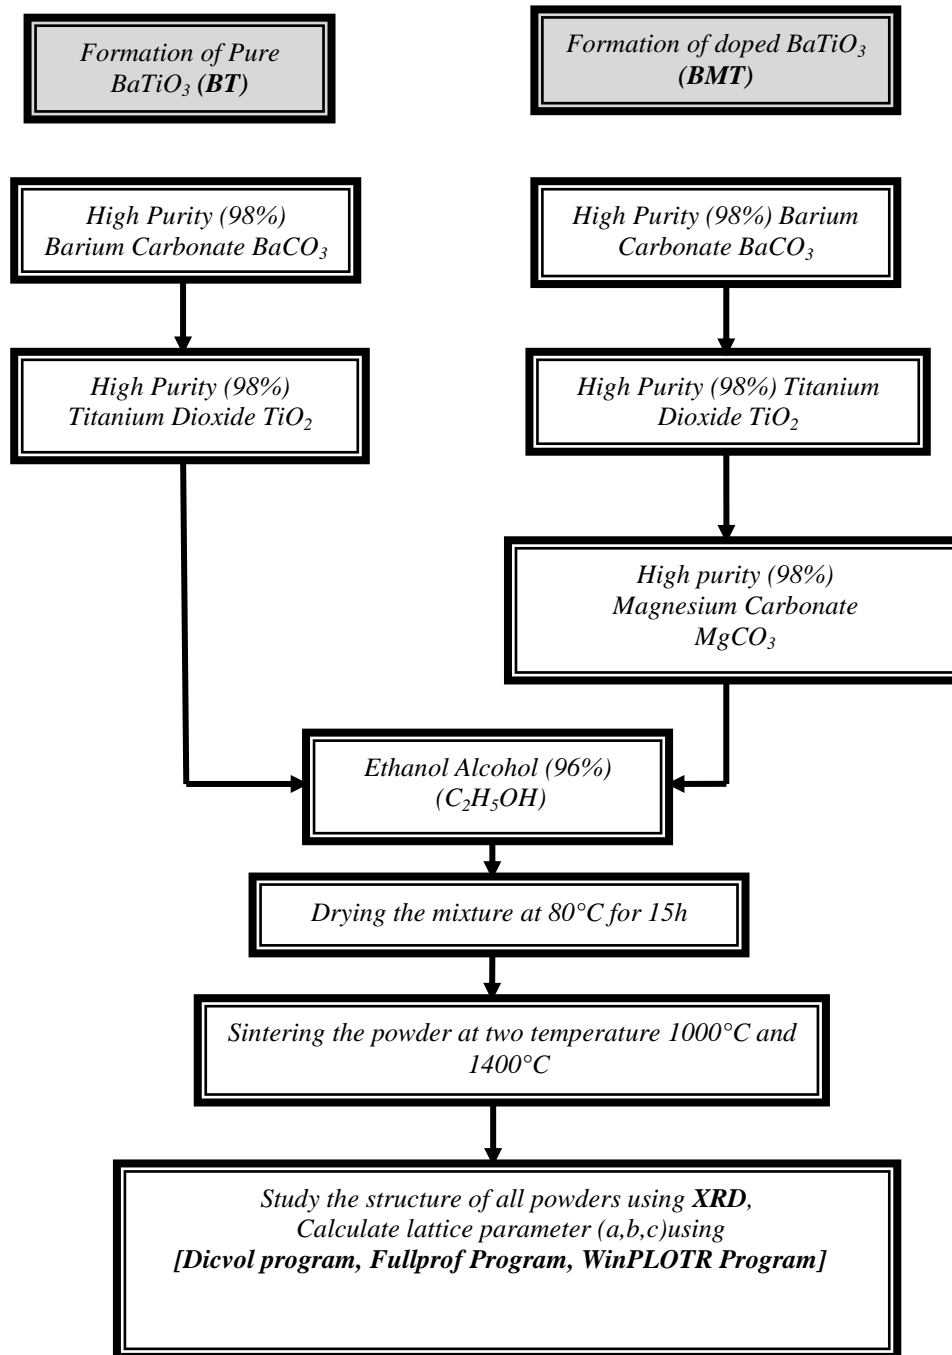 Formation of Pure
BaTiO₃ (BT)
Formation of doped BaTiO₃
(BMT)
High Purity (98%)
Barium Carbonate BaCO₃
High Purity (98%) Barium
Carbonate BaCO₃
High Purity (98%)
Titanium Dioxide TiO₂
High Purity (98%) Titanium
Dioxide TiO₂
High purity (98%)
Magnesium Carbonate
MgCO₃
Ethanol Alcohol (96%)
(C₂H₅OH)
Drying the mixture at 80°C for 15h
Sintering the powder at two temperature 1000°C and
1400°C
Study the structure of all powders using XRD,
Calculate lattice parameter (a,b,c)using
[Dicvol program, Fullprof Program, WinPLOTR Program]